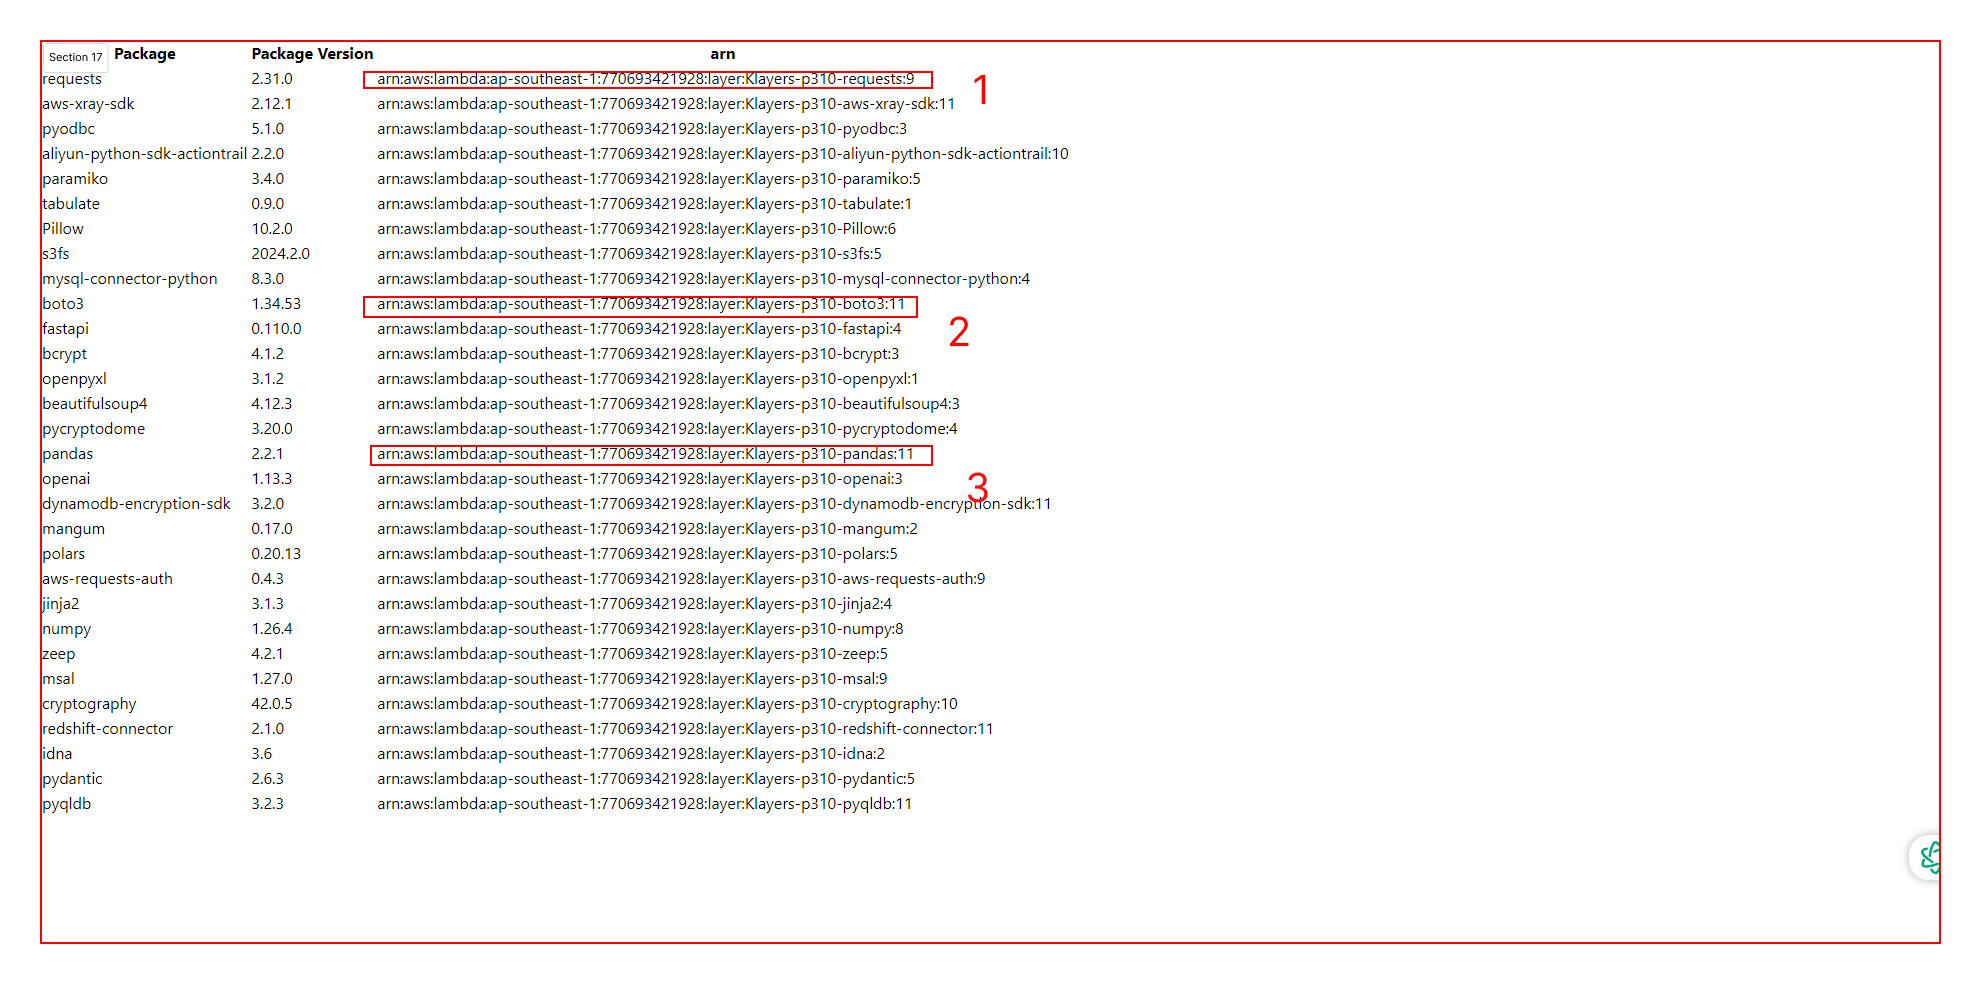 Section 17 Package Package Version arn
requests 2.31.0 arn:aws:lambda:ap-southeast-1:770693421928:layer:Klayers-p310-requests:9 1
aws-xray-sdk 2.12.1 arn:aws:lambda:ap-southeast-1:770693421928:layer:Klayers-p310-aws-xray-sdk:11
pyodbc 5.1.0 arn:aws:lambda:ap-southeast-1:770693421928:layer:Klayers-p310-pyodbc:3
aliyun-python-sdk-actiontrail 2.2.0 arn:aws:lambda:ap-southeast-1:770693421928:layer:Klayers-p310-aliyun-python-sdk-actiontrail:10
paramiko 3.4.0 arn:aws:lambda:ap-southeast-1:770693421928:layer:Klayers-p310-paramiko:5
tabulate 0.9.0 arn:aws:lambda:ap-southeast-1:770693421928:layer:Klayers-p310-tabulate:1
Pillow 10.2.0 arn:aws:lambda:ap-southeast-1:770693421928:layer:Klayers-p310-Pillow:6
s3fs 2024.2.0 arn:aws:lambda:ap-southeast-1:770693421928:layer:Klayers-p310-s3fs:5
mysql-connector-python 8.3.0 arn:aws:lambda:ap-southeast-1:770693421928:layer:Klayers-p310-mysql-connector-python:4
boto3 1.34.53 arn:aws:lambda:ap-southeast-1:770693421928:layer:Klayers-p310-boto3:11
fastapi 0.110.0 arn:aws:lambda:ap-southeast-1:770693421928:layer:Klayers-p310-fastapi:4 2
bcrypt 4.1.2 arn:aws:lambda:ap-southeast-1:770693421928:layer:Klayers-p310-bcrypt:3
openpyxl 3.1.2 arn:aws:lambda:ap-southeast-1:770693421928:layer:Klayers-p310-openpyxl:1
beautifulsoup4 4.12.3 arn:aws:lambda:ap-southeast-1:770693421928:layer:Klayers-p310-beautifulsoup4:3
pycryptodome 3.20.0 arn:aws:lambda:ap-southeast-1:770693421928:layer:Klayers-p310-pycryptodome:4
pandas 2.2.1 arn:aws:lambda:ap-southeast-1:770693421928:layer:Klayers-p310-pandas:11
openai 1.13.3 arn:aws:lambda:ap-southeast-1:770693421928:layer:Klayers-p310-openai:3 3
dynamodb-encryption-sdk 3.2.0 arn:aws:lambda:ap-southeast-1:770693421928:layer:Klayers-p310-dynamodb-encryption-sdk:11
mangum 0.17.0 arn:aws:lambda:ap-southeast-1:770693421928:layer:Klayers-p310-mangum:2
polars 0.20.13 arn:aws:lambda:ap-southeast-1:770693421928:layer:Klayers-p310-polars:5
aws-requests-auth 0.4.3 arn:aws:lambda:ap-southeast-1:770693421928:layer:Klayers-p310-aws-requests-auth:9
jinja2 3.1.3 arn:aws:lambda:ap-southeast-1:770693421928:layer:Klayers-p310-jinja2:4
numpy 1.26.4 arn:aws:lambda:ap-southeast-1:770693421928:layer:Klayers-p310-numpy:8
zeep 4.2.1 arn:aws:lambda:ap-southeast-1:770693421928:layer:Klayers-p310-zeep:5
msal 1.27.0 arn:aws:lambda:ap-southeast-1:770693421928:layer:Klayers-p310-msal:9
cryptography 42.0.5 arn:aws:lambda:ap-southeast-1:770693421928:layer:Klayers-p310-cryptography:10
redshift-connector 2.1.0 arn:aws:lambda:ap-southeast-1:770693421928:layer:Klayers-p310-redshift-connector:11
idna 3.6 arn:aws:lambda:ap-southeast-1:770693421928:layer:Klayers-p310-idna:2
pydantic 2.6.3 arn:aws:lambda:ap-southeast-1:770693421928:layer:Klayers-p310-pydantic:5
pyqldb 3.2.3 arn:aws:lambda:ap-southeast-1:770693421928:layer:Klayers-p310-pyqldb:11